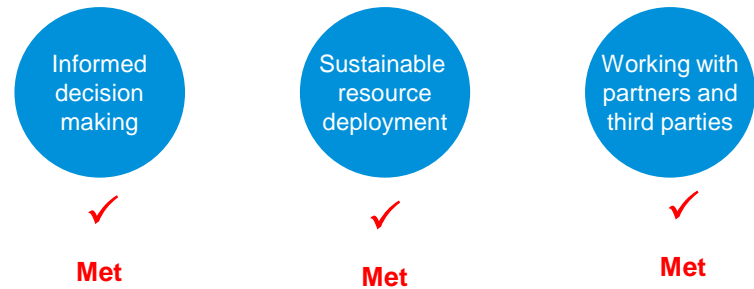 Informed
decision
making
Sustainable
resource
deployment
Working with
partners and
third parties
✓
✓
✓
Met
Met
Met